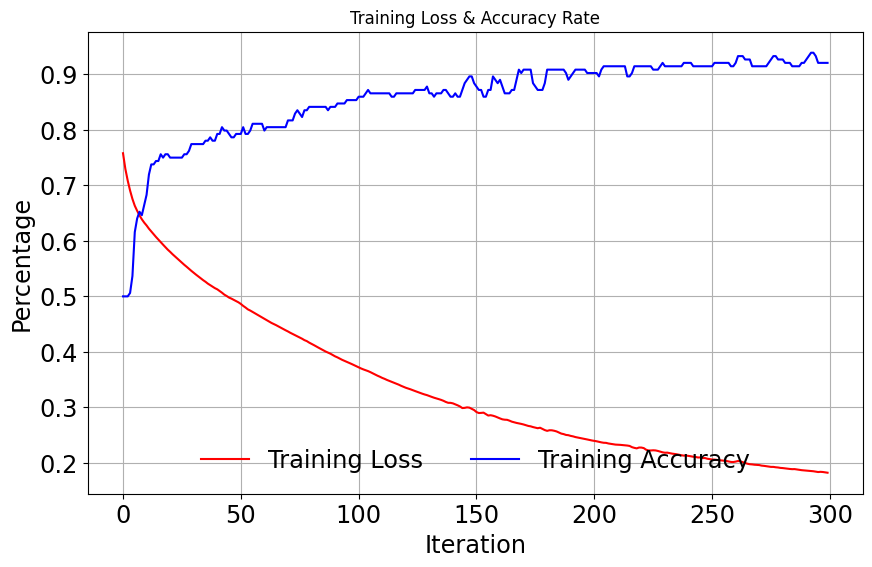 Training Loss & Accuracy Rate
Percentage
0.9
0.8
0.7
0.6
0.5
0.4
0.3
0.2
Training Loss
Training Accuracy
0 50 100 150 200 250 300
Iteration